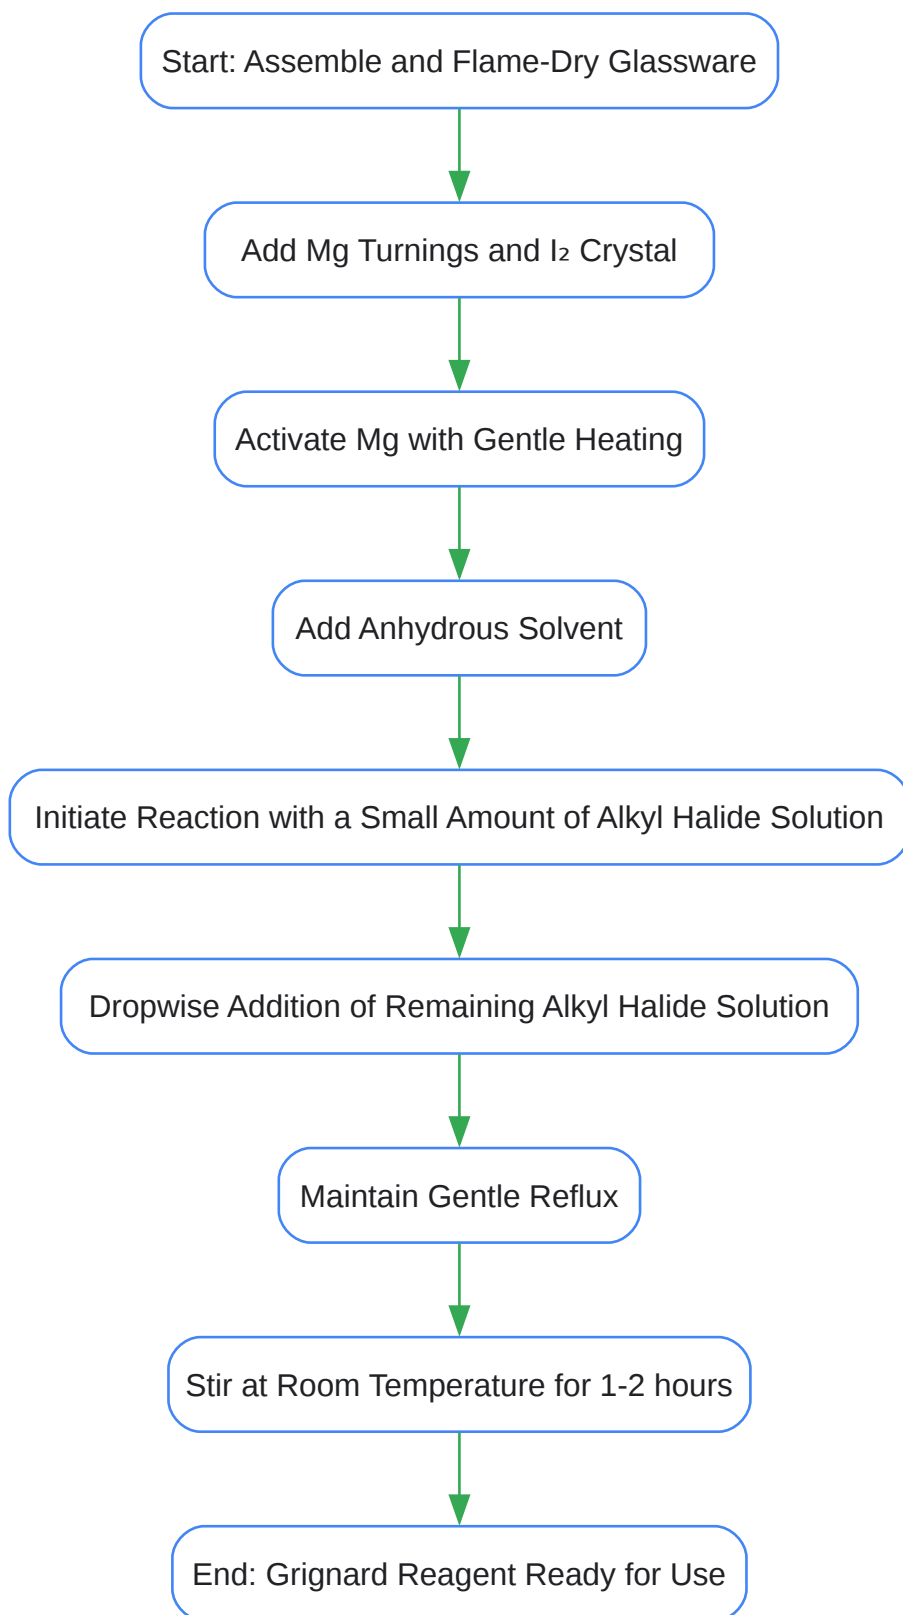 Start: Assemble and Flame-Dry Glassware
Add Mg Turnings and I₂ Crystal
Activate Mg with Gentle Heating
Add Anhydrous Solvent
Initiate Reaction with a Small Amount of Alkyl Halide Solution
Dropwise Addition of Remaining Alkyl Halide Solution
Maintain Gentle Reflux
Stir at Room Temperature for 1-2 hours
End: Grignard Reagent Ready for Use